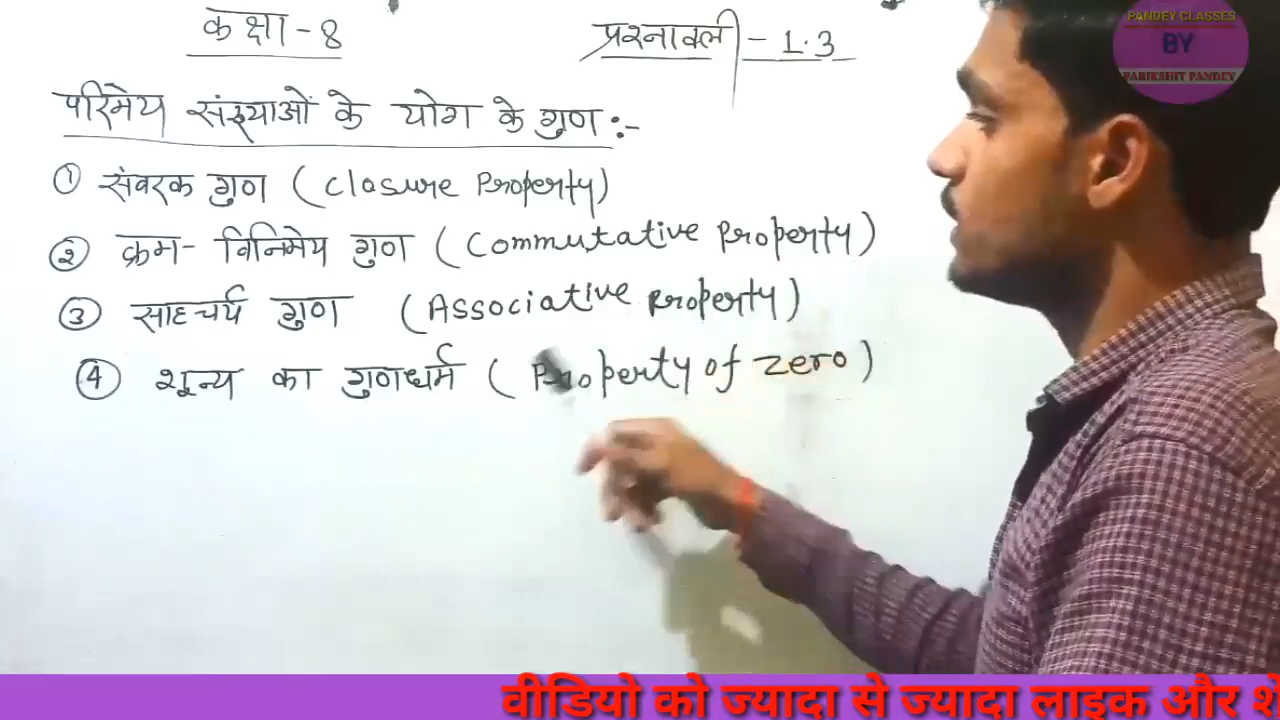 कक्षा - 8
प्रश्नावली - 1.3
परिमेय संख्याओं के योग के गुण :-
① संवरक गुण ( Closure Property)
② क्रम - विनिमेय गुण ( Commutative Property )
③ साहचर्य गुण ( Associative Property )
④ शून्य का गुणधर्म ( Property of zero )
PANDEY CLASSES
BY
PARIKSHIT PANDEY
वीडियो को ज्यादा से ज्यादा लाइक और